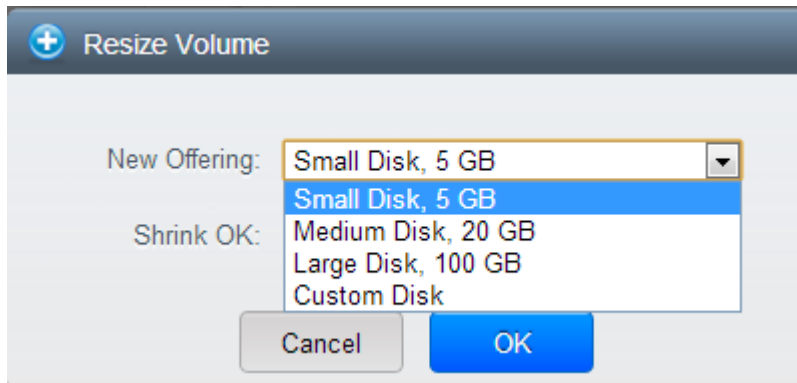 Resize Volume
New Offering: Small Disk, 5 GB
Small Disk, 5 GB
Shrink OK: Medium Disk, 20 GB
Large Disk, 100 GB
Custom Disk
Cancel OK